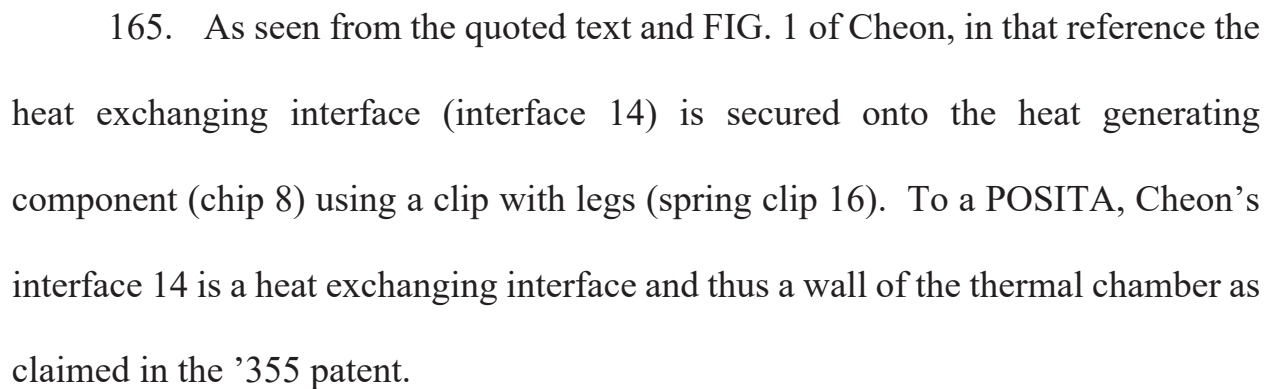 165. As seen from the quoted text and FIG. 1 of Cheon, in that reference the
heat exchanging interface (interface 14) is secured onto the heat generating
component (chip 8) using a clip with legs (spring clip 16). To a POSITA, Cheon’s
interface 14 is a heat exchanging interface and thus a wall of the thermal chamber as
claimed in the ’355 patent.